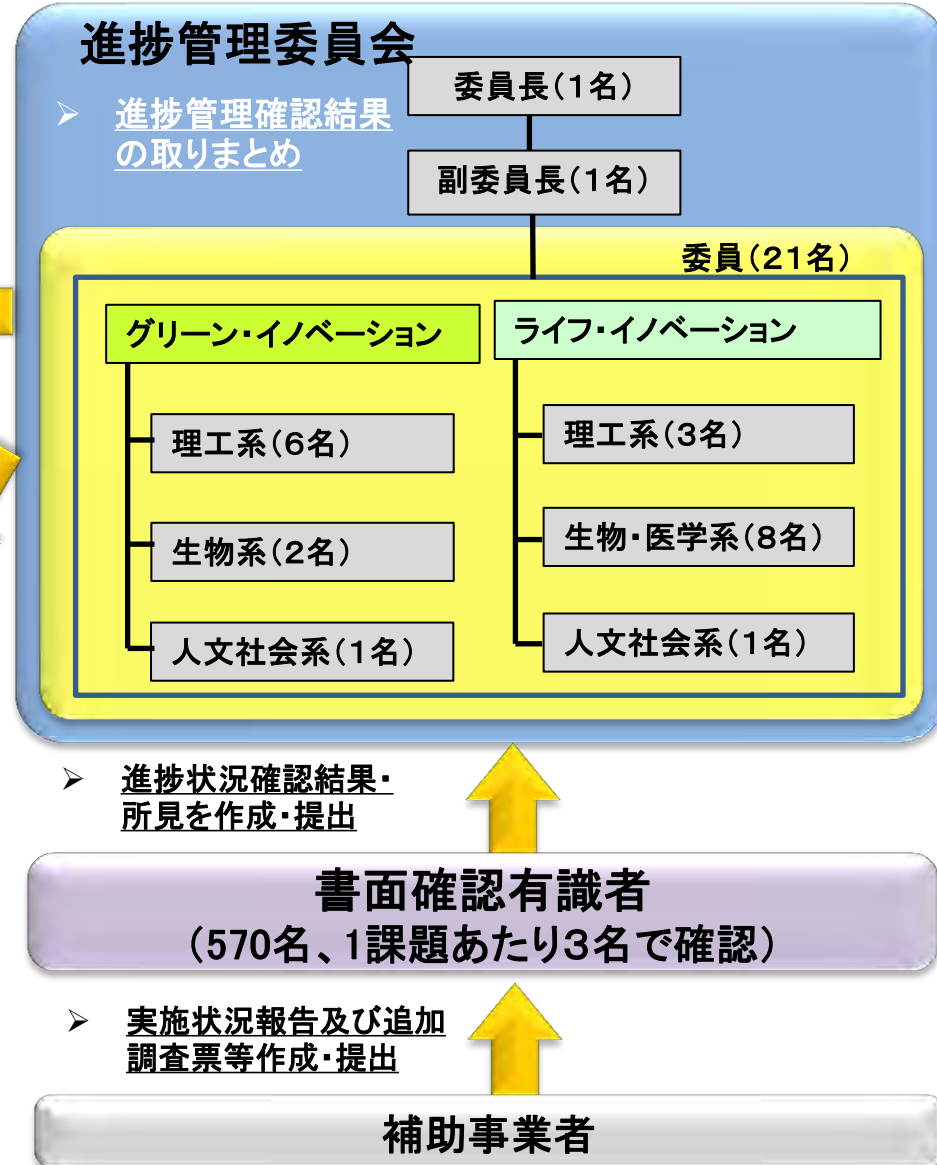 進捗管理委員会
➢ 進捗管理確認結果
の取りまとめ
委員長(1名)
副委員長(1名)
委員(21名)
グリーン・イノベーション
理工系(6名)
生物系(2名)
人文社会系(1名)
ライフ・イノベーション
理工系(3名)
生物・医学系(8名)
人文社会系(1名)
➢ 進捗状況確認結果・
所見を作成・提出
書面確認有識者
(570名、1課題あたり3名で確認)
➢ 実施状況報告及び追加
調査票等作成・提出
補助事業者